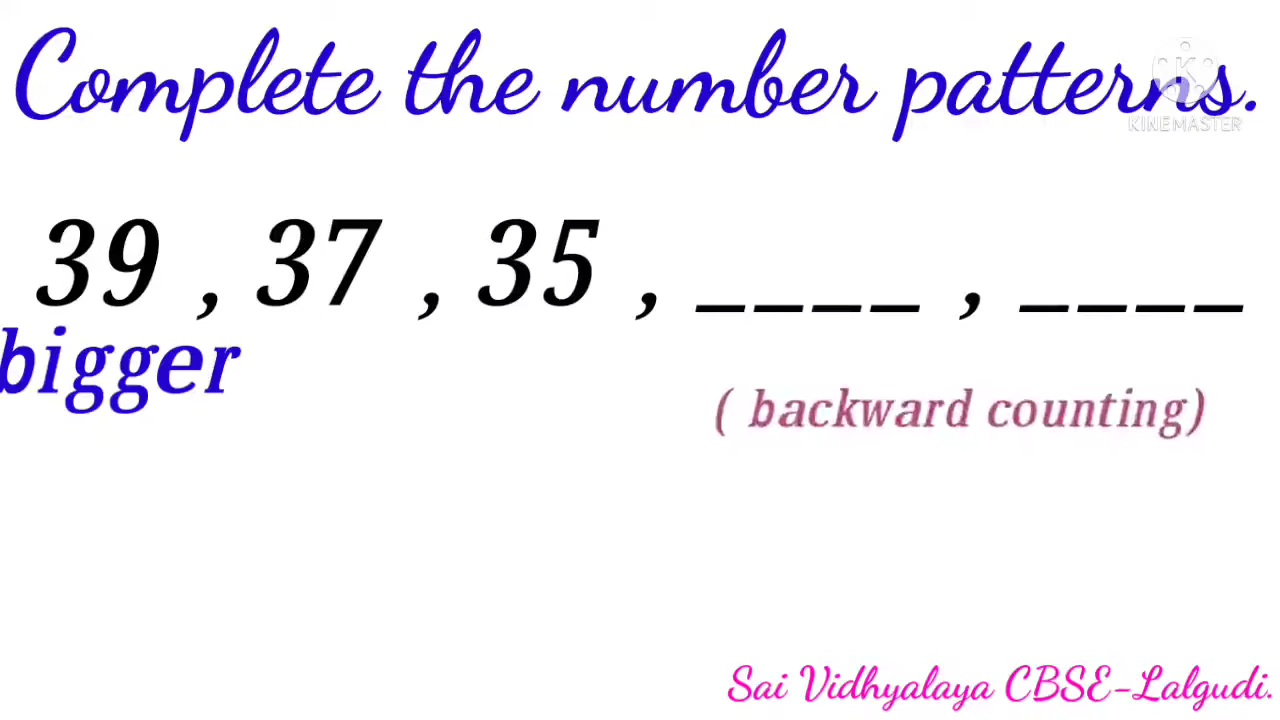 Complete the number patterns.
KINEMASTER
39 , 37 , 35 , ____ , ____
bigger
( backward counting)
Sai Vidhyalaya CBSE-Lalgudi.